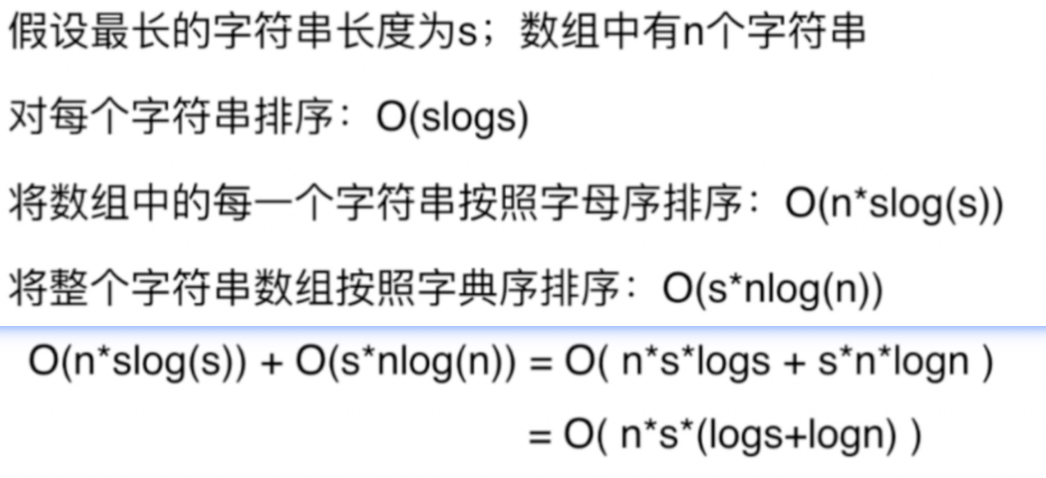 假设最长的字符串长度为s；数组中有n个字符串
对每个字符串排序：O(slogs)
将数组中的每一个字符串按照字母序排序：O(n*slog(s))
将整个字符串数组按照字典序排序：O(s*nlog(n))
O(n*slog(s)) + O(s*nlog(n)) = O( n*s*logs + s*n*logn )
= O( n*s*(logs+logn) )